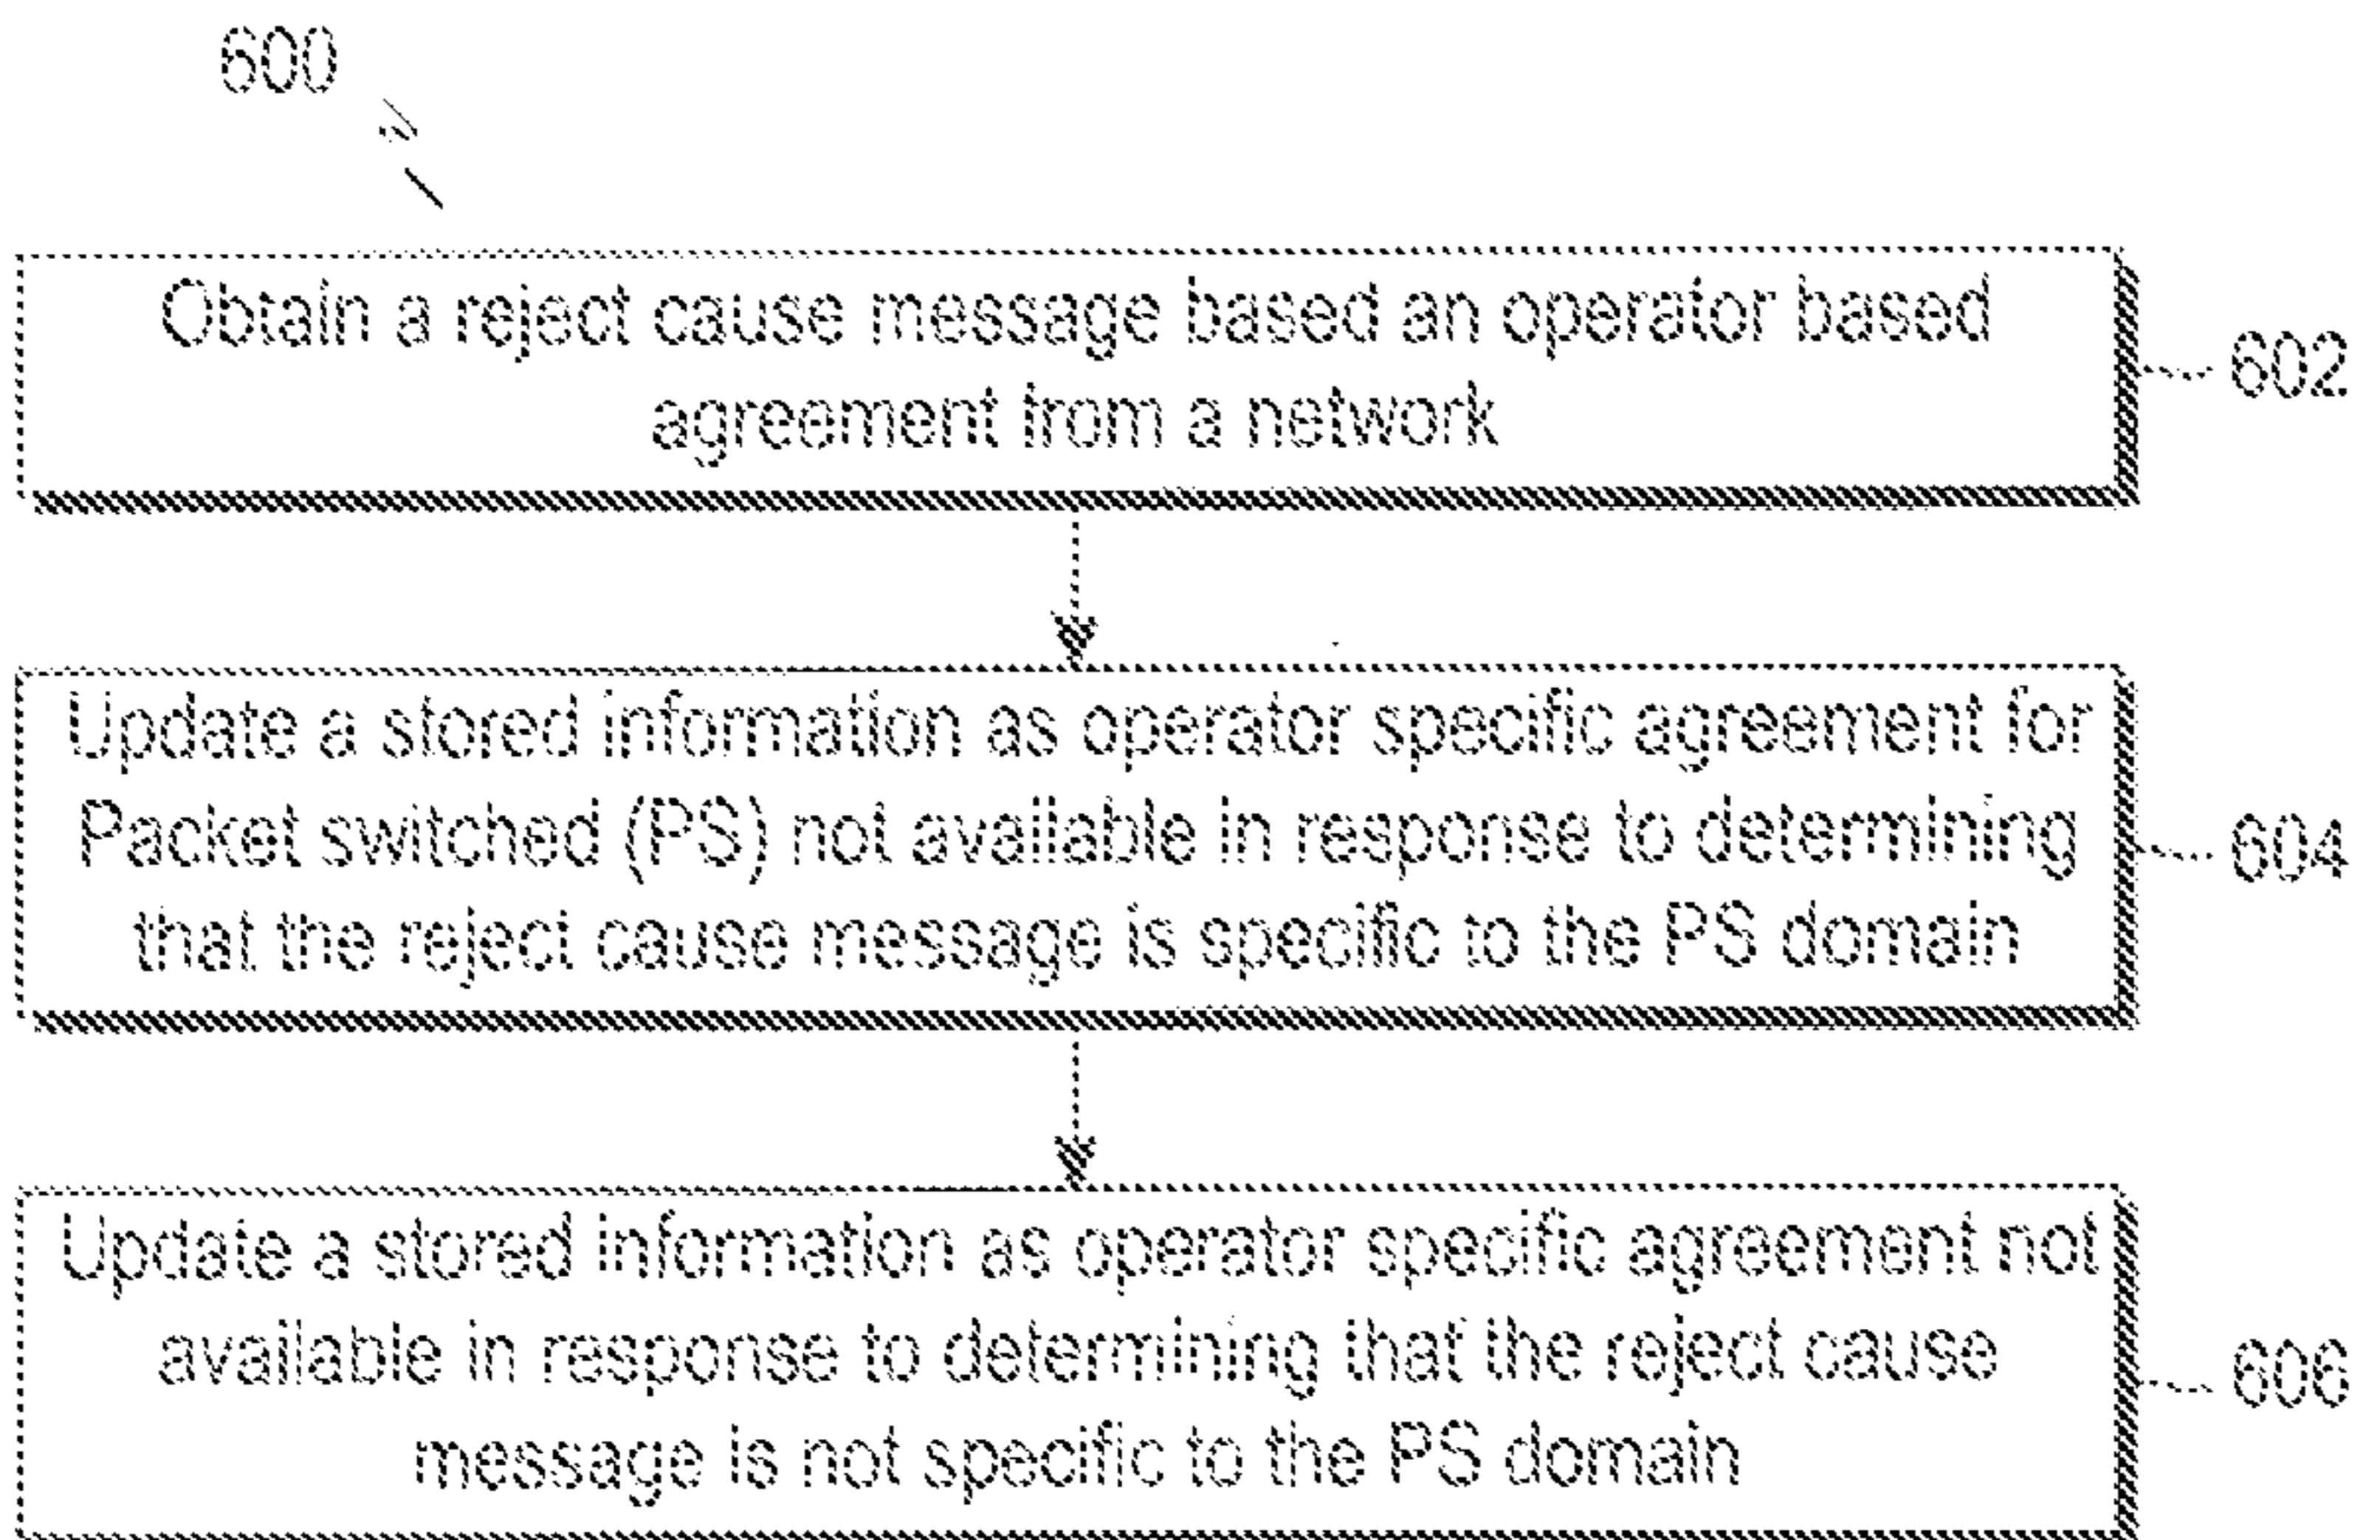 600
Obtain a reject cause message based an operator based
agreement from a network
602
Update a stored information as operator specific agreement for
Packet switched (PS) not available in response to determining
that the reject cause message is specific to the PS domain
604
Update a stored information as operator specific agreement not
available in response to determining that the reject cause
message is not specific to the PS domain
606